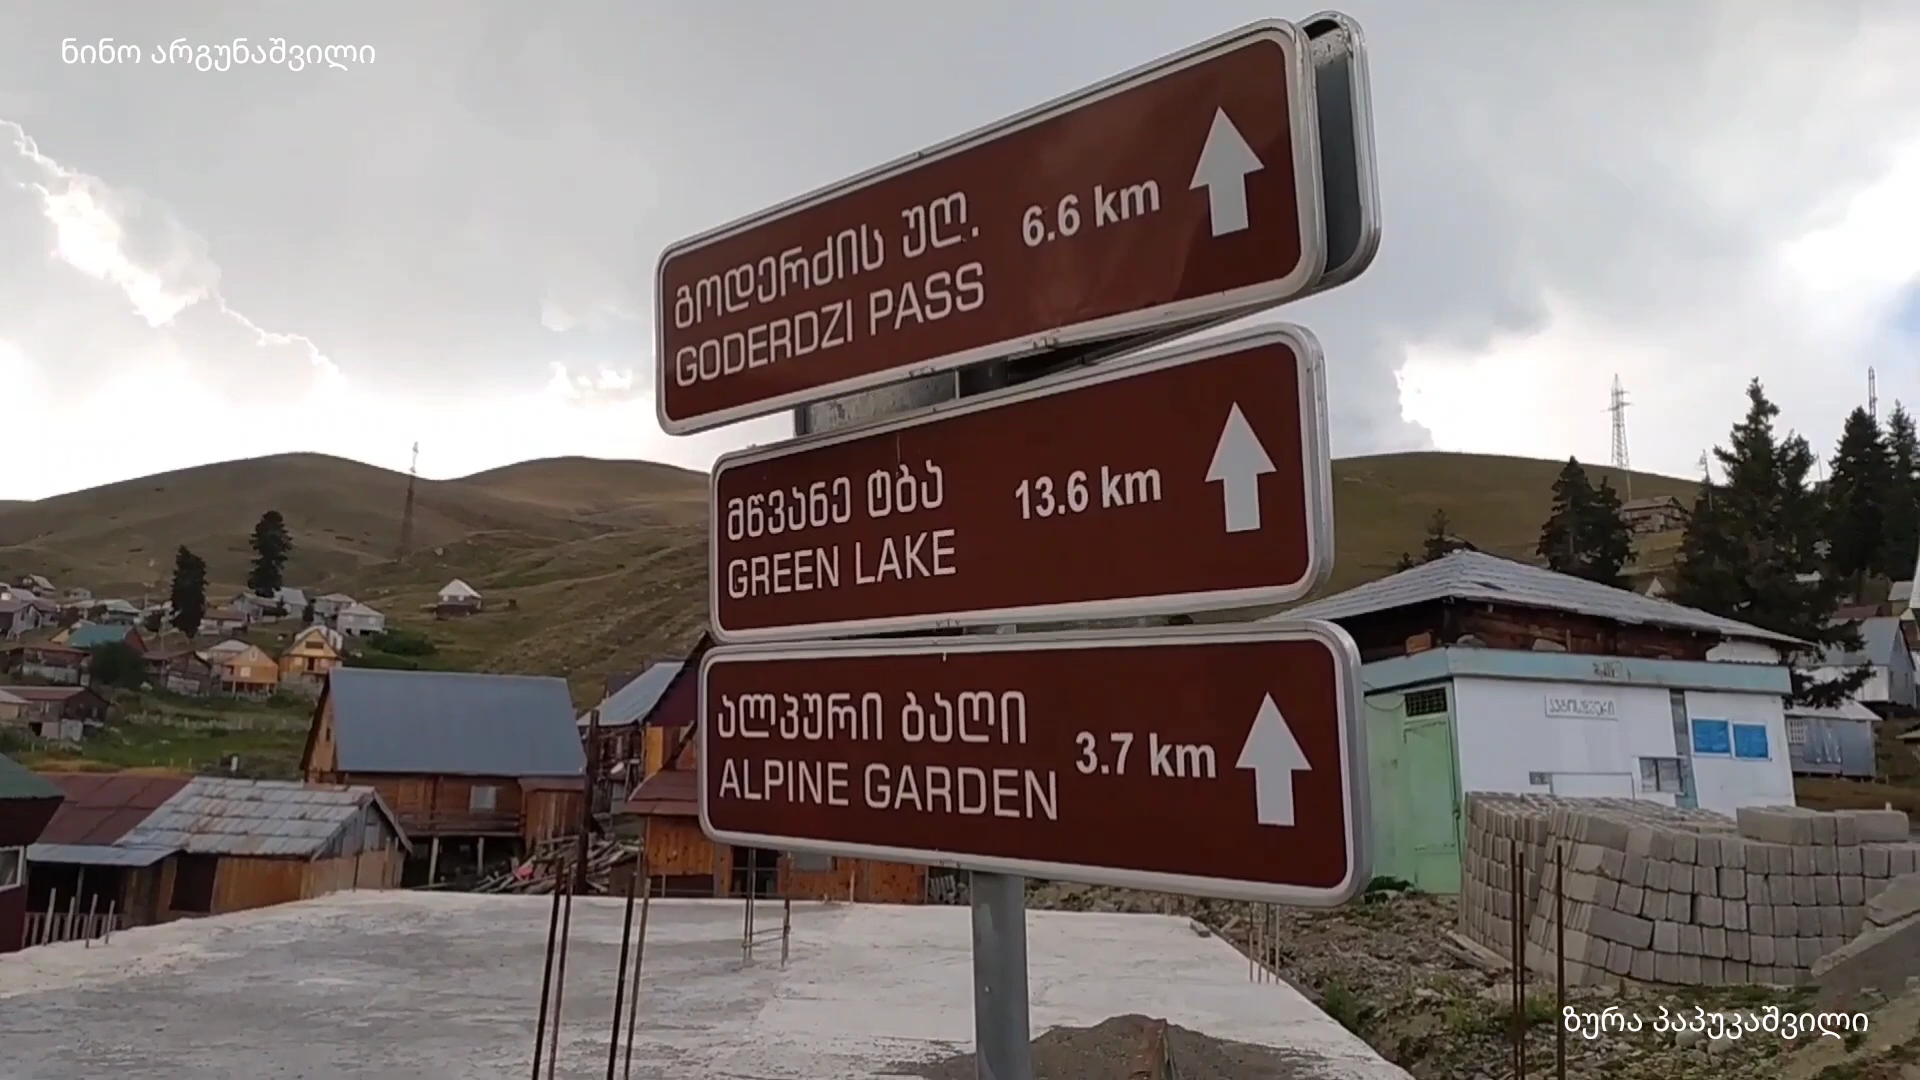 ნინო არგუნაშვილი
გოდერძის უღ.
GODERDZI PASS
6.6 km
მწვანე ტბა
GREEN LAKE
13.6 km
ალპური ბაღი
ALPINE GARDEN
3.7 km
ზურა პაპუკაშვილი